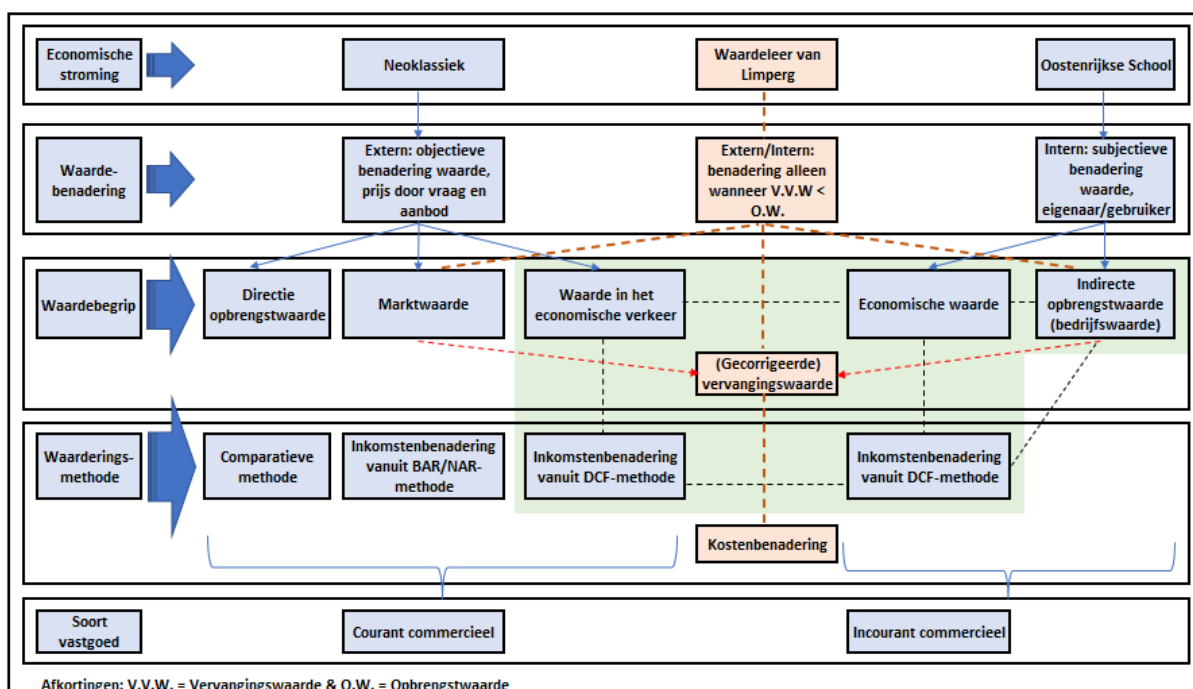 Economische
stroming
Neoklassiek
Waardeleer van
Limperg
Oostenrijkse School
Waarde-
benadering
Extern: objectieve
benadering waarde,
prijs door vraag en
aanbod
Extern/Intern:
benadering alleen
wanneer V.V.W <
O.W.
Intern: subjectieve
benadering
waarde,
eigenaar/gebruiker
Waardebegrip
Directie
opbrengstwaarde
Marktwaarde
Waarde in het
economische verkeer
Economische waarde
Indirecte
opbrengstwaarde
(bedrijfswaarde)
(Gecorrigeerde)
vervangingswaarde
Waarderings-
methode
Comparatieve
methode
Inkomstenbenadering
vanuit BAR/NAR-
methode
Inkomstenbenadering
vanuit DCF-methode
Inkomstenbenadering
vanuit DCF-methode
Kostenbenadering
Soort
vastgoed
Courant commercieel
Incourant commercieel
Afkortingen: V.V.W. = Vervangingswaarde & O.W. = Opbrengstwaarde